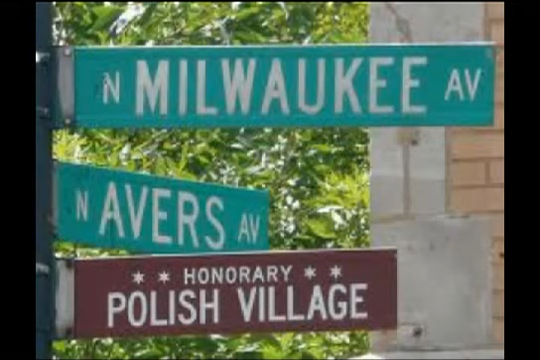 N MILWAUKEE AV
N AVERS AV
HONORARY
POLISH VILLAGE